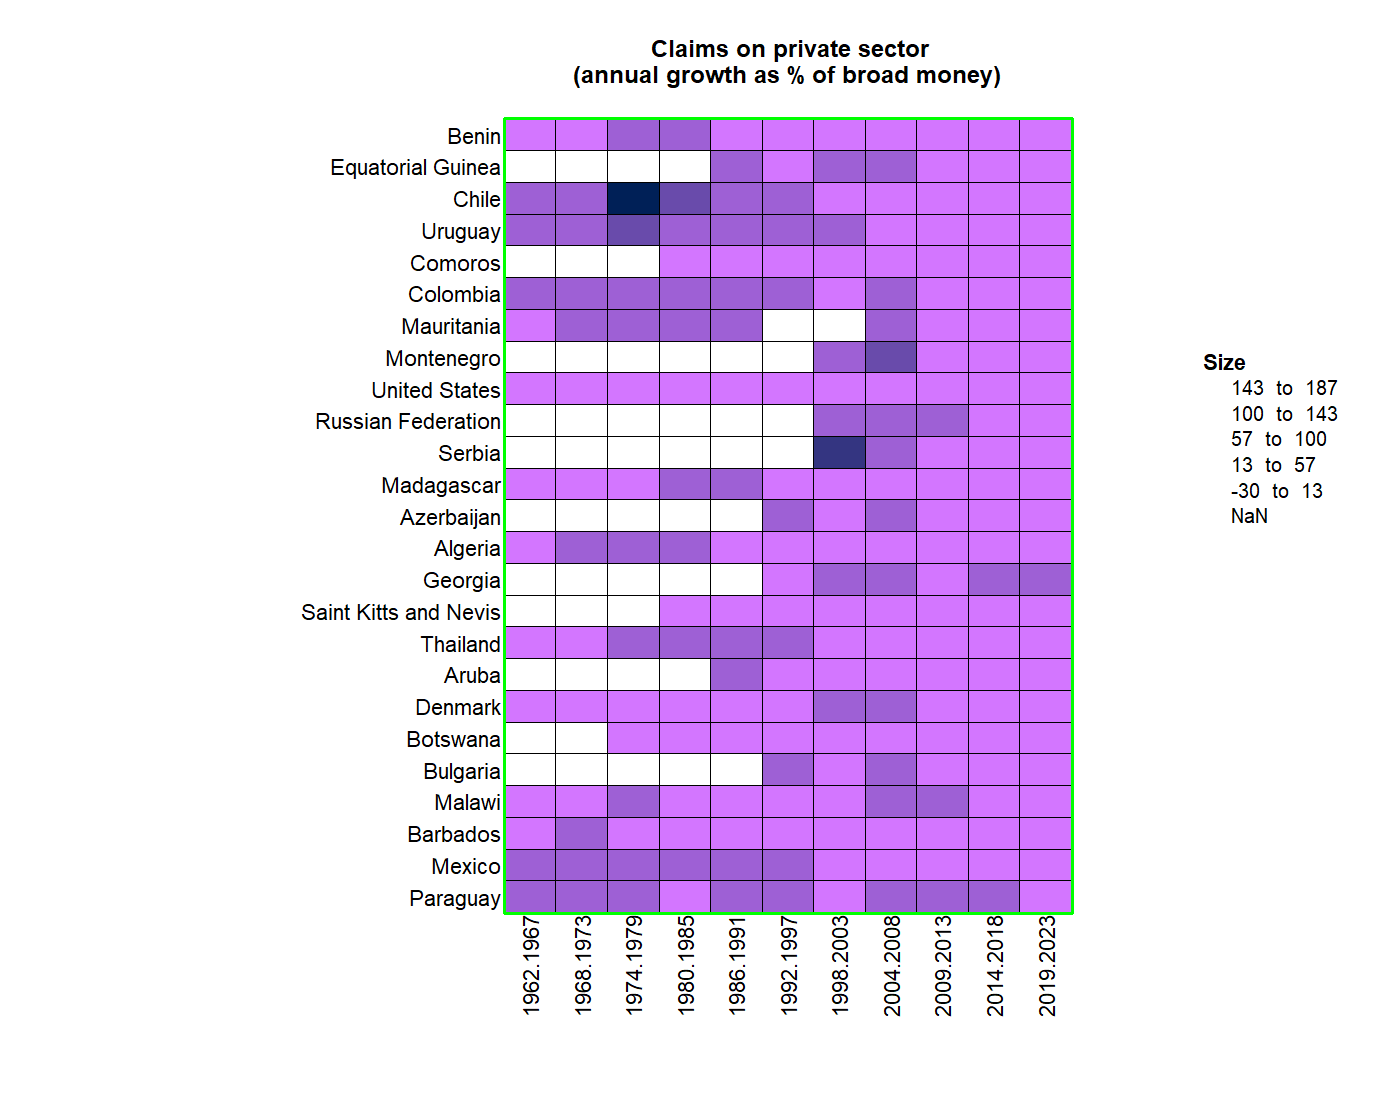 Claims on private sector
(annual growth as % of broad money)
Benin
Equatorial Guinea
Chile
Uruguay
Comoros
Colombia
Mauritania
Montenegro
United States
Russian Federation
Serbia
Madagascar
Azerbaijan
Algeria
Georgia
Saint Kitts and Nevis
Thailand
Aruba
Denmark
Botswana
Bulgaria
Malawi
Barbados
Mexico
Paraguay
1962.1967
1968.1973
1974.1979
1980.1985
1986.1991
1992.1997
1998.2003
2004.2008
2009.2013
2014.2018
2019.2023
Size
143 to 187
100 to 143
57 to 100
13 to 57
-30 to 13
NaN